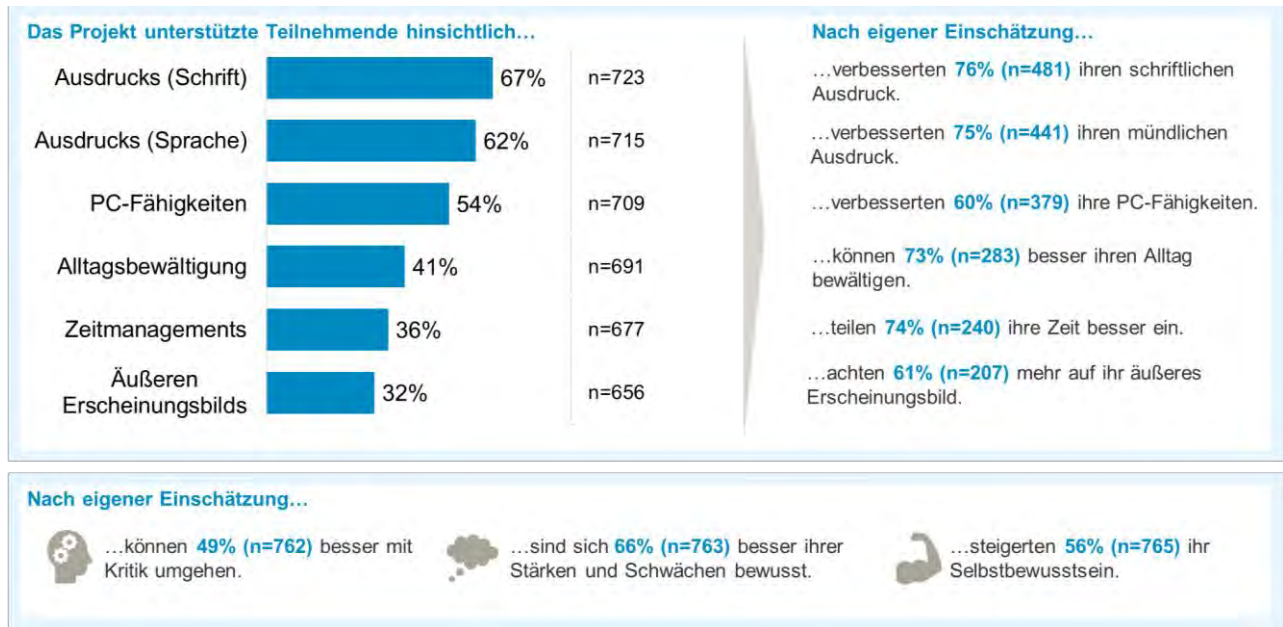 Das Projekt unterstützte Teilnehmende hinsichtlich…
Ausdrucks (Schrift) 67% n=723
Ausdrucks (Sprache) 62% n=715
PC-Fähigkeiten 54% n=709
Alltagsbewältigung 41% n=691
Zeitmanagements 36% n=677
Äußeren
Erscheinungsbilds 32% n=656
Nach eigener Einschätzung…
…verbesserten 76% (n=481) ihren schriftlichen
Ausdruck.
…verbesserten 75% (n=441) ihren mündlichen
Ausdruck.
…verbesserten 60% (n=379) ihre PC-Fähigkeiten.
…können 73% (n=283) besser ihren Alltag
bewältigen.
…teilen 74% (n=240) ihre Zeit besser ein.
…achten 61% (n=207) mehr auf ihr äußeres
Erscheinungsbild.
Nach eigener Einschätzung…
…können 49% (n=762) besser mit
Kritik umgehen.
…sind sich 66% (n=763) besser ihrer
Stärken und Schwächen bewusst.
…steigerten 56% (n=765) ihr
Selbstbewusstsein.